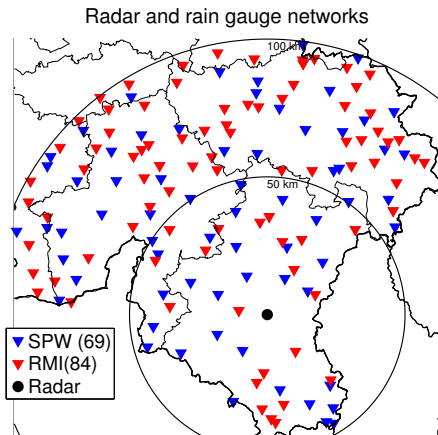 Radar and rain gauge networks
100 km
50 km
SPW (69)
RMI(84)
Radar